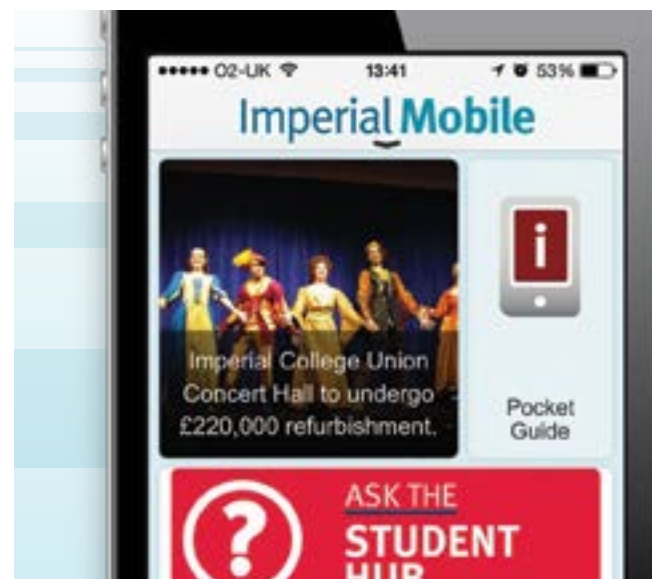 O2-UK 13:41 53%
Imperial Mobile
Imperial College Union
Concert Hall to undergo
£220,000 refurbishment.
i
Pocket
Guide
?
ASK THE
STUDENT
HUB